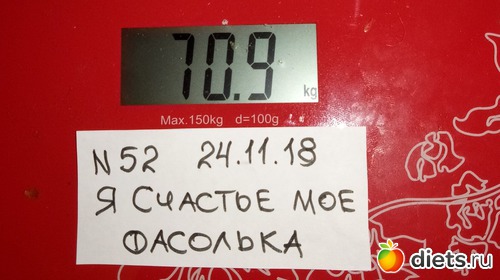 70.9 kg
Max.150kg d=100g
N52 24.11.18
Я СЧАСТЬЕ МОЕ
ФАСОЛЬКА
diets.ru